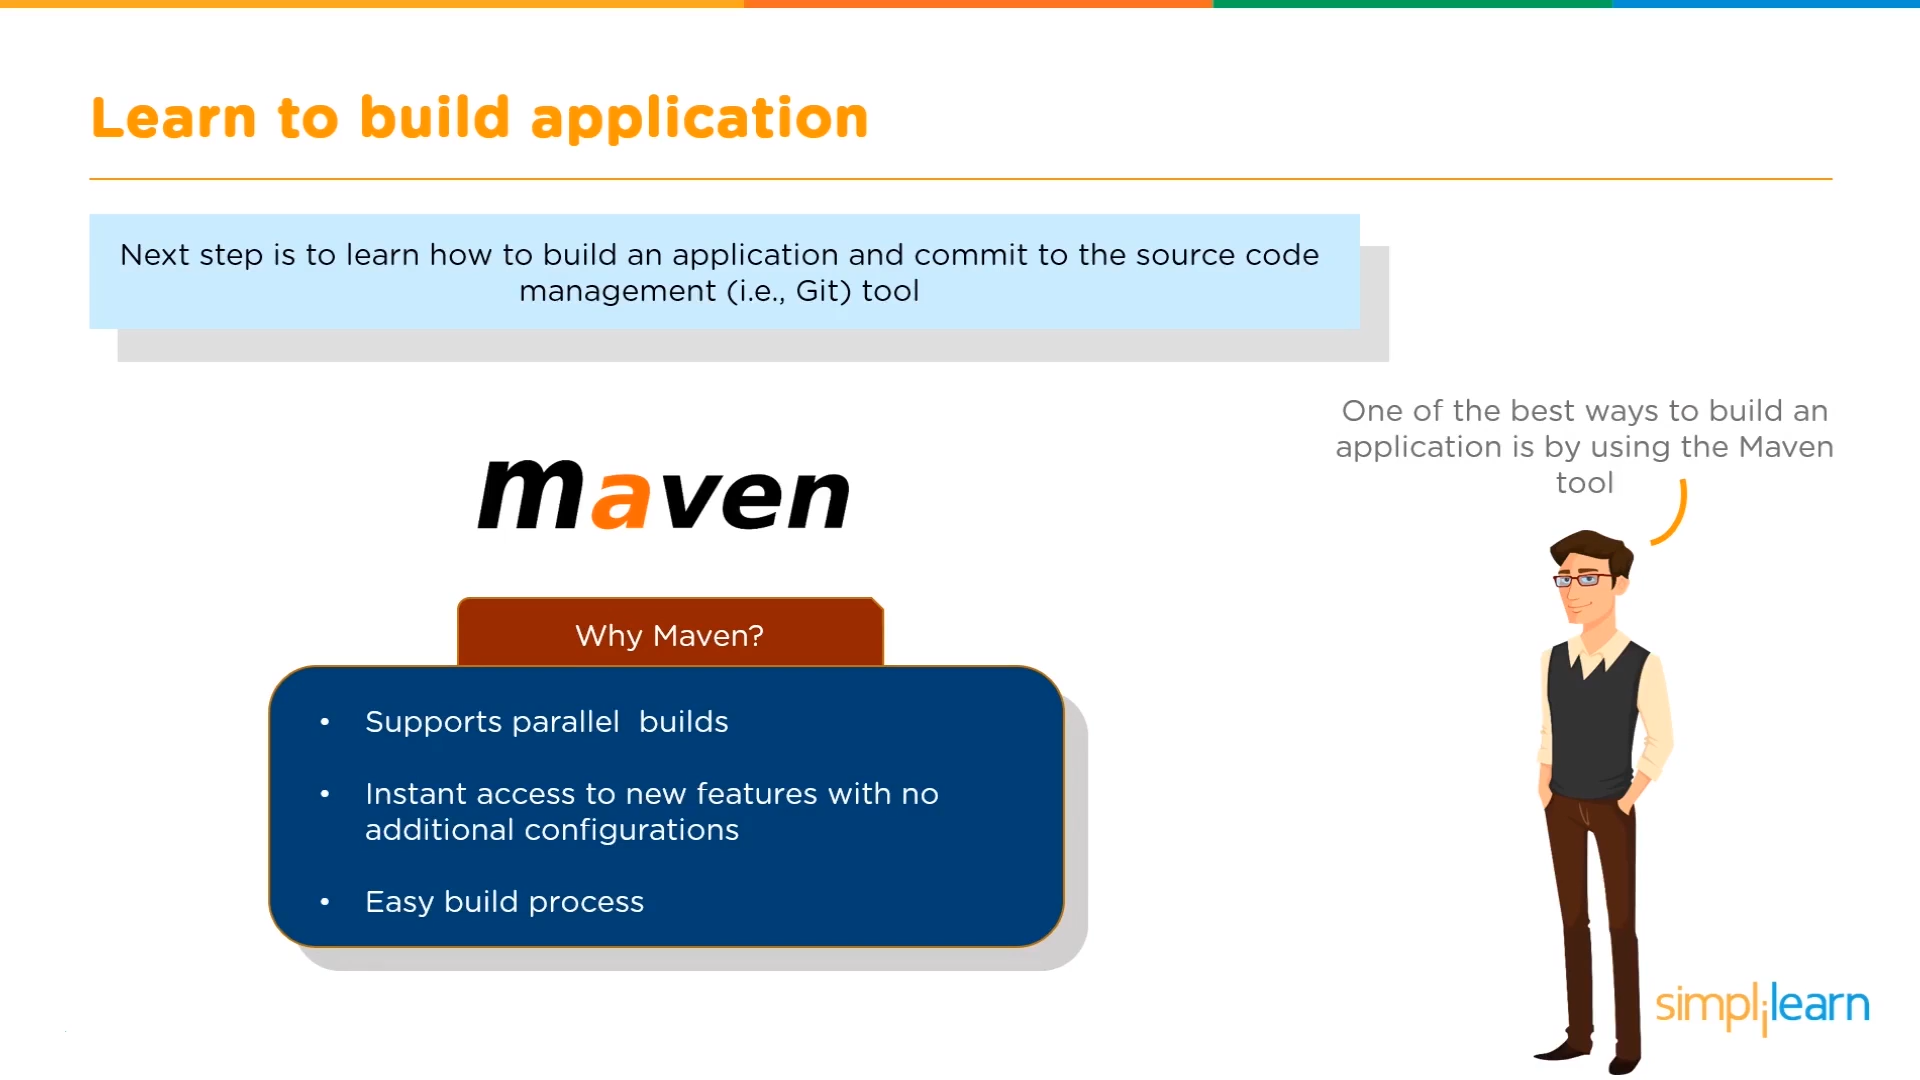 Learn to build application
Next step is to learn how to build an application and commit to the source code
management (i.e., Git) tool
One of the best ways to build an
application is by using the Maven
tool
maven
Why Maven?
• Supports parallel  builds
• Instant access to new features with no
additional configurations
• Easy build process
simplilearn